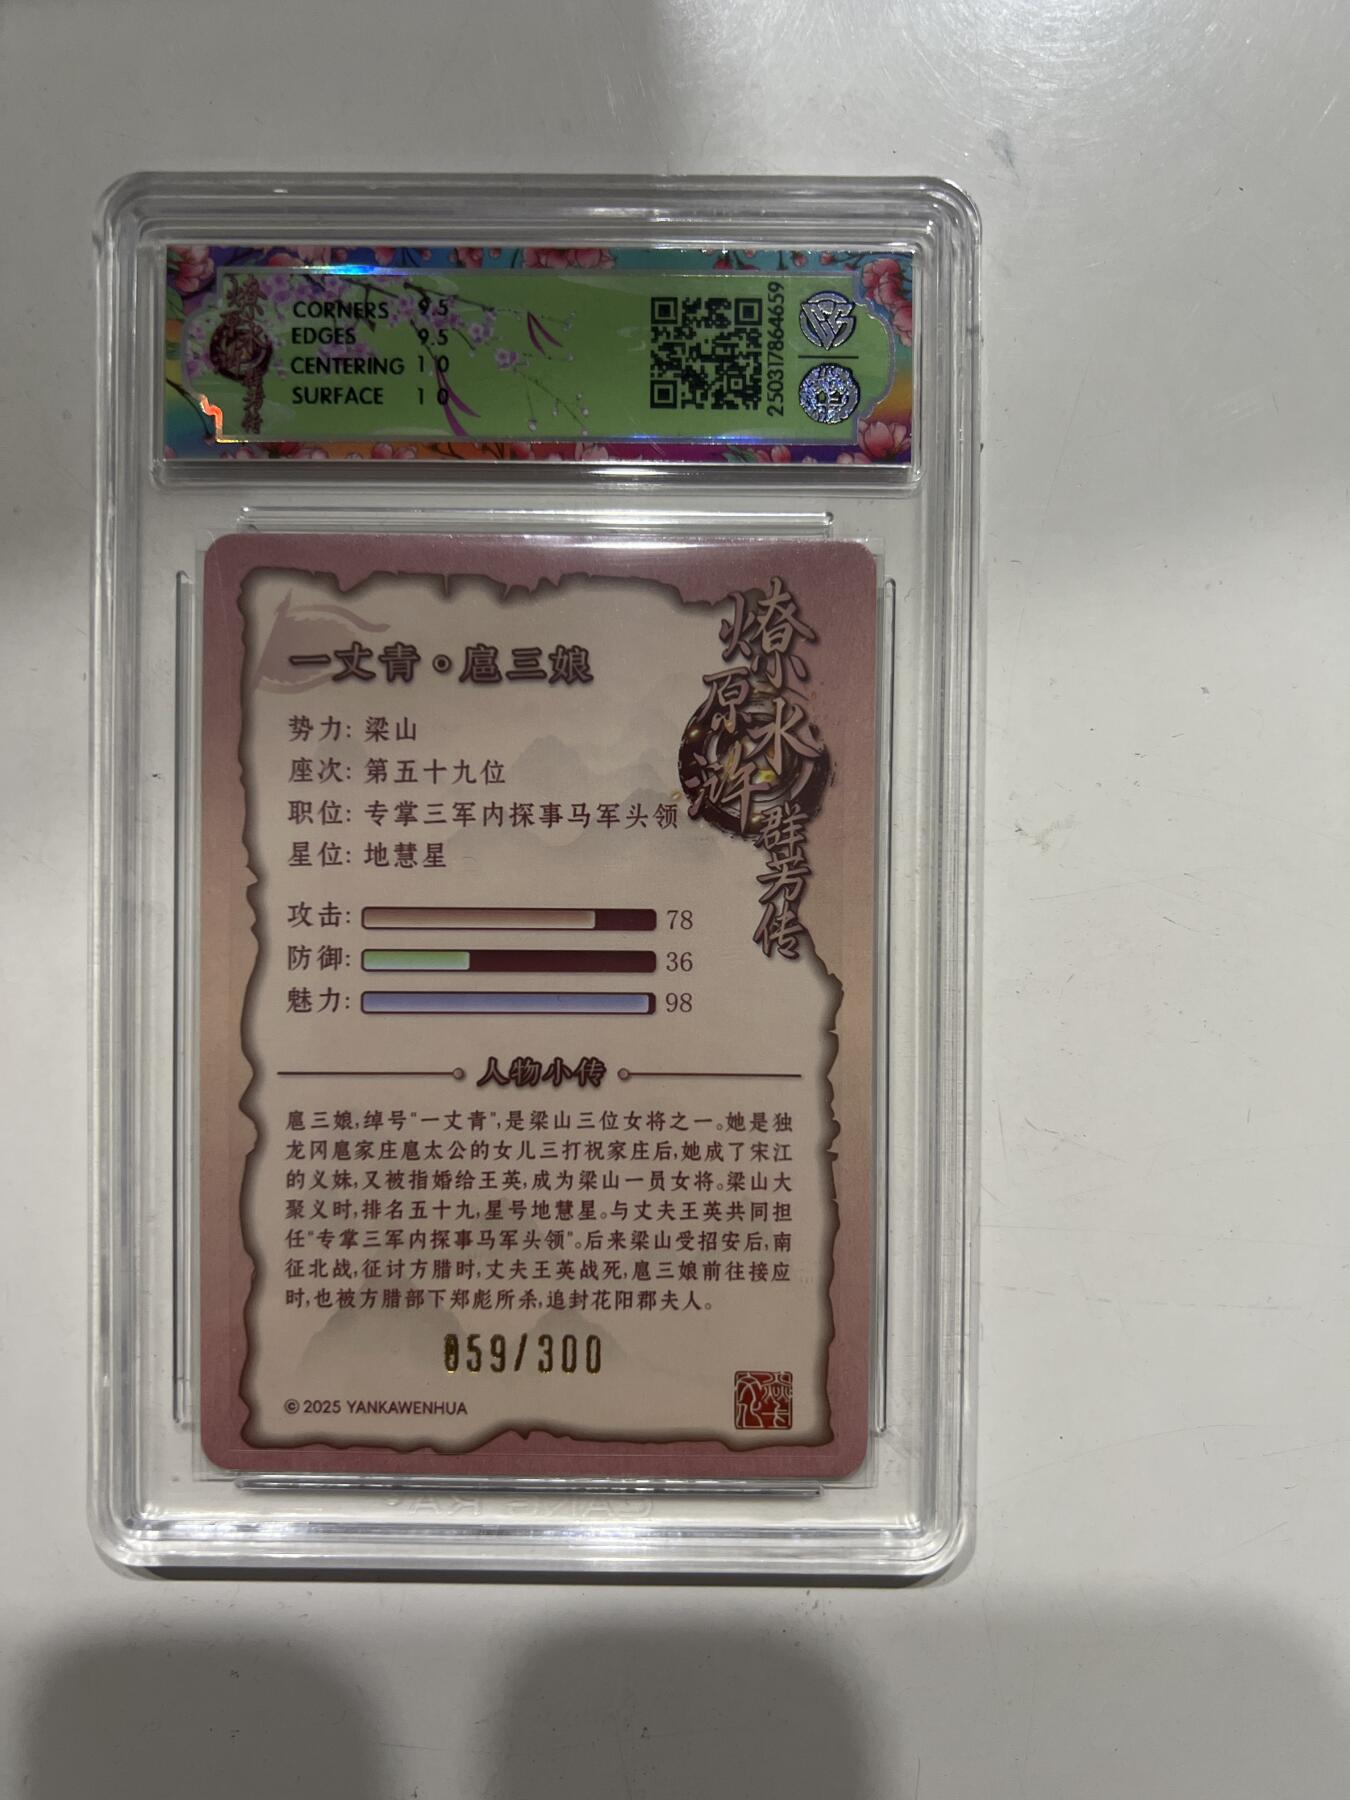 CORNERS 9.5
EDGES 9.5
CENTERING 10
SURFACE 10
250317864659
燎原水浒
群芳传
一丈青·扈三娘
势力: 梁山
座次: 第五十九位
职位: 专掌三军内探事马军头领
星位: 地慧星
攻击: 78
防御: 36
魅力: 98
人物小传
扈三娘,绰号“一丈青”,是梁山三位女将之一。她是独
龙冈扈家庄扈太公的女儿三打祝家庄后,她成了宋江
的义妹,又被指婚给王英,成为梁山一员女将。梁山大
聚义时,排名五十九,星号地慧星。与丈夫王英共同担
任“专掌三军内探事马军头领”。后来梁山受招安后,南
征北战,征讨方腊时,丈夫王英战死,扈三娘前往接应
时,也被方腊部下郑彪所杀,追封花阳郡夫人。
059/300
© 2025 YANKAWENHUA